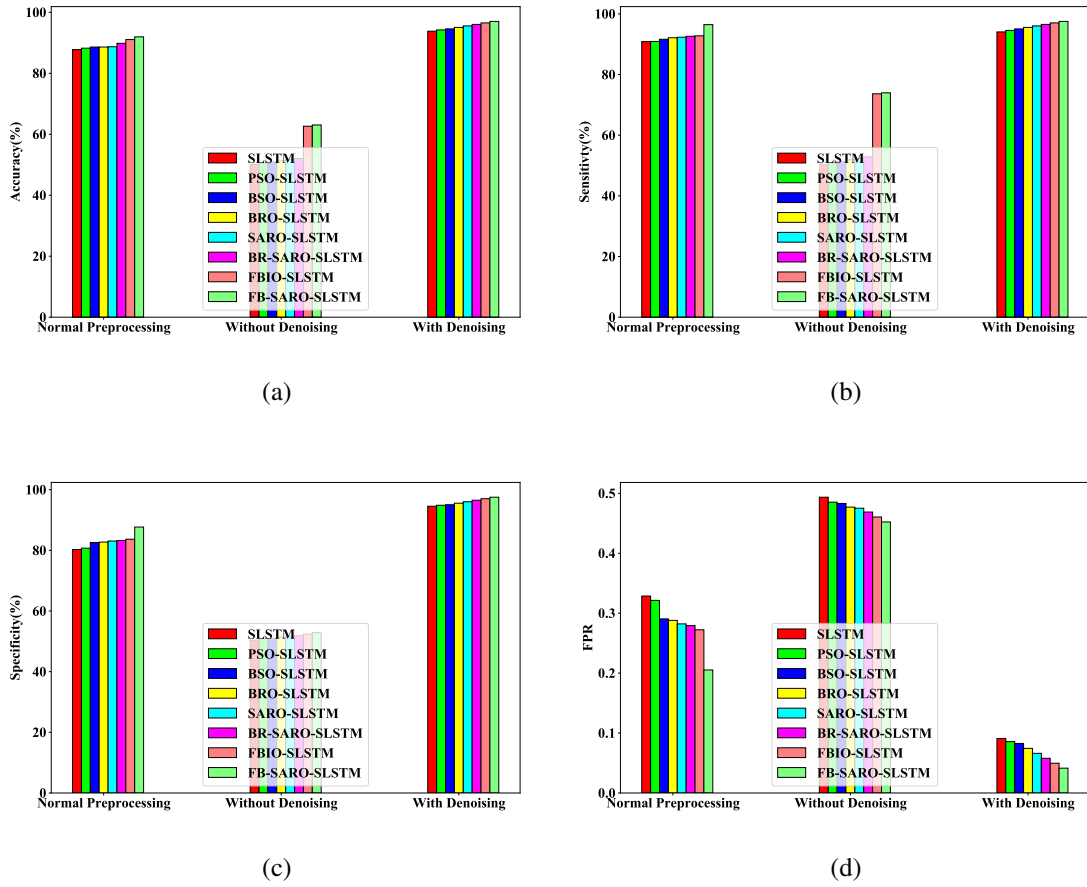 100
80
60
40
20
0
Accuracy(%)
SLSTM
PSO-SLSTM
BSO-SLSTM
BRO-SLSTM
SARO-SLSTM
BR-SARO-SLSTM
FBIO-SLSTM
FB-SARO-SLSTM
Normal Preprocessing Without Denoising With Denoising
(a)
100
80
60
40
20
0
Sensitivty(%)
SLSTM
PSO-SLSTM
BSO-SLSTM
BRO-SLSTM
SARO-SLSTM
BR-SARO-SLSTM
FBIO-SLSTM
FB-SARO-SLSTM
Normal Preprocessing Without Denoising With Denoising
(b)
100
80
60
40
20
0
Specificity(%)
SLSTM
PSO-SLSTM
BSO-SLSTM
BRO-SLSTM
SARO-SLSTM
BR-SARO-SLSTM
FBIO-SLSTM
FB-SARO-SLSTM
Normal Preprocessing Without Denoising With Denoising
(c)
0.5
0.4
0.3
0.2
0.1
0.0
FPR
SLSTM
PSO-SLSTM
BSO-SLSTM
BRO-SLSTM
SARO-SLSTM
BR-SARO-SLSTM
FBIO-SLSTM
FB-SARO-SLSTM
Normal Preprocessing Without Denoising With Denoising
(d)